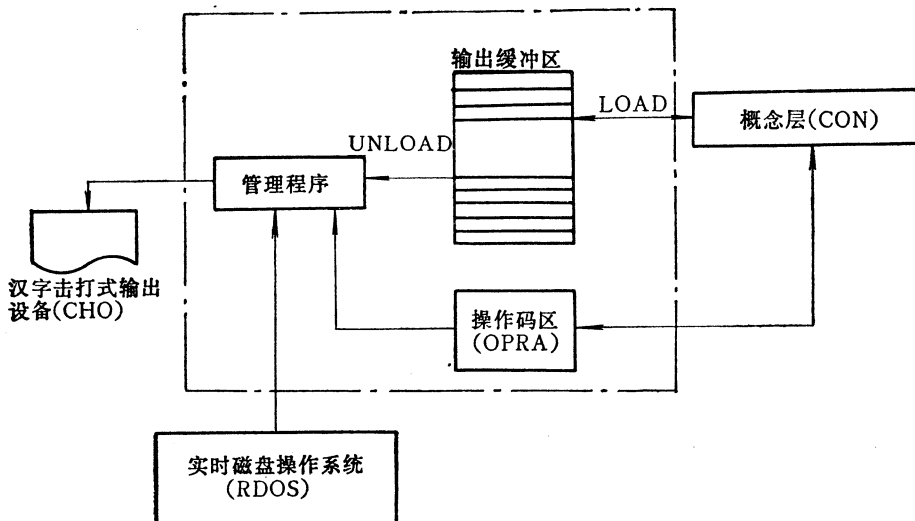 输出缓冲区
LOAD
概念层(CON)
UNLOAD
管理程序
汉字击打式输出
设备(CHO)
操作码区
(OPRA)
实时磁盘操作系统
(RDOS)